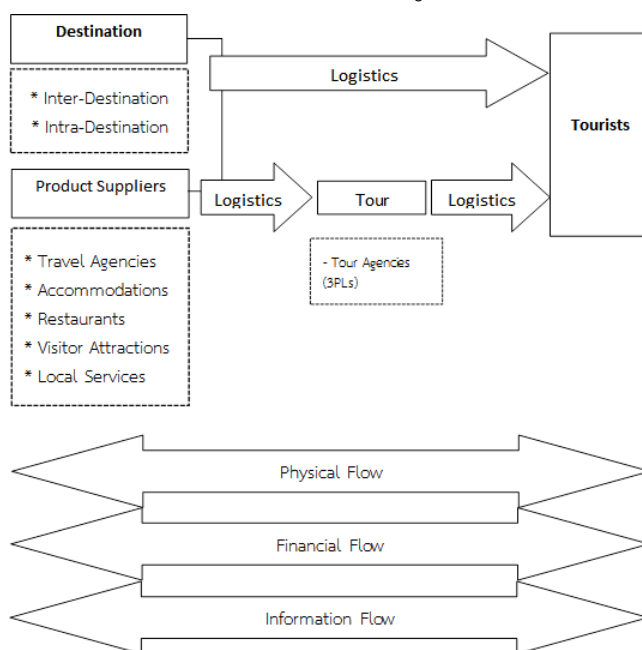 Destination
* Inter-Destination
* Intra-Destination
Logistics
Tourists
Product Suppliers
Logistics
Tour
Logistics
* Travel Agencies
* Accommodations
* Restaurants
* Visitor Attractions
* Local Services
- Tour Agencies
(3PLs)
Physical Flow
Financial Flow
Information Flow